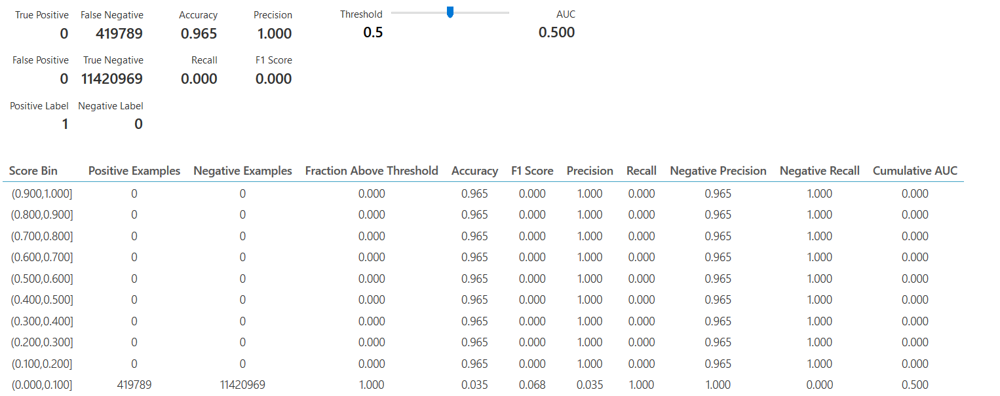 True Positive False Negative Accuracy Precision Threshold AUC
0 419789 0.965 1.000 0.5 0.500
False Positive True Negative Recall F1 Score
0 11420969 0.000 0.000
Positive Label Negative Label
1 0
Score Bin Positive Examples Negative Examples Fraction Above Threshold Accuracy F1 Score Precision Recall Negative Precision Negative Recall Cumulative AUC
(0.900,1.000] 0 0 0.000 0.965 0.000 1.000 0.000 0.965 1.000 0.000
(0.800,0.900] 0 0 0.000 0.965 0.000 1.000 0.000 0.965 1.000 0.000
(0.700,0.800] 0 0 0.000 0.965 0.000 1.000 0.000 0.965 1.000 0.000
(0.600,0.700] 0 0 0.000 0.965 0.000 1.000 0.000 0.965 1.000 0.000
(0.500,0.600] 0 0 0.000 0.965 0.000 1.000 0.000 0.965 1.000 0.000
(0.400,0.500] 0 0 0.000 0.965 0.000 1.000 0.000 0.965 1.000 0.000
(0.300,0.400] 0 0 0.000 0.965 0.000 1.000 0.000 0.965 1.000 0.000
(0.200,0.300] 0 0 0.000 0.965 0.000 1.000 0.000 0.965 1.000 0.000
(0.100,0.200] 0 0 0.000 0.965 0.000 1.000 0.000 0.965 1.000 0.000
(0.000,0.100] 419789 11420969 1.000 0.035 0.068 0.035 1.000 1.000 0.000 0.500